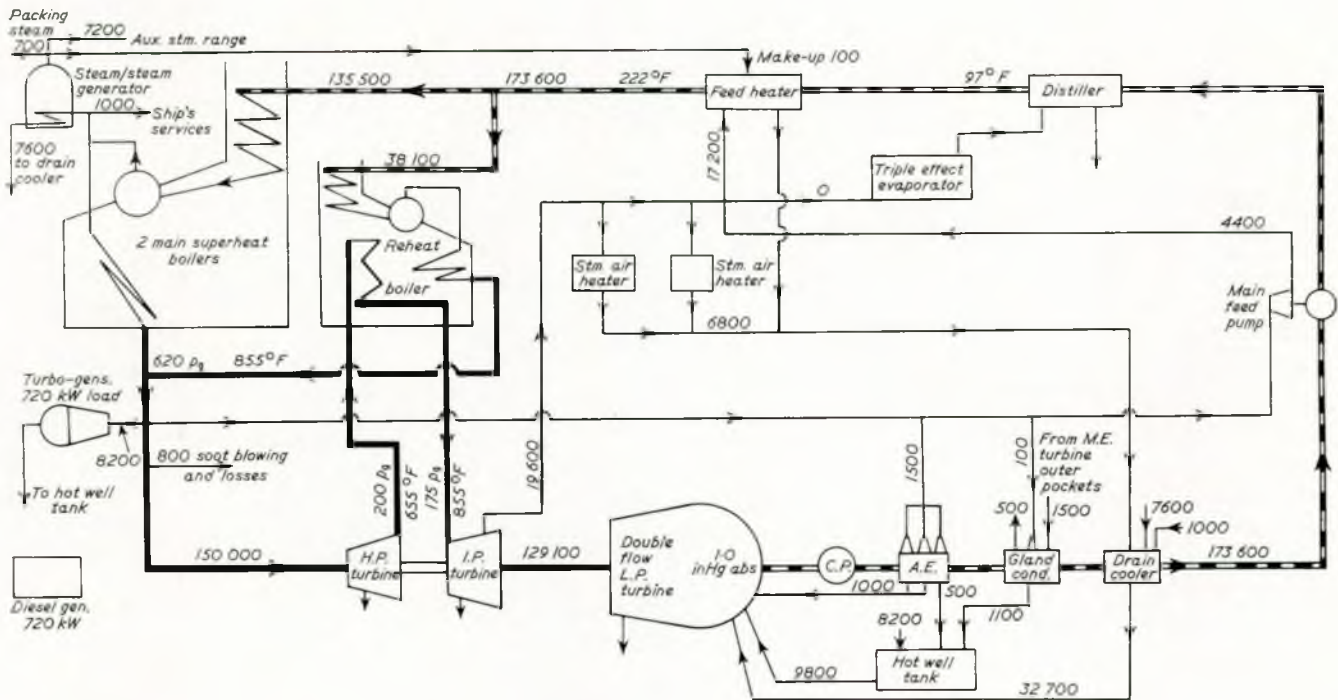 Packing
steam
700
7200
Aux. stm. range
Steam/steam
generator
1000
Ship's
services
7600
to drain
cooler
135 500
173 600
222°F
Make-up 100
Feed heater
97°F
Distiller
38 100
17 200
Triple effect
evaporator
0
4400
2 main superheat
boilers
Reheat
boiler
Stm. air
heater
Stm. air
heater
6800
Main
feed
pump
620 pg
855°F
Turbo-gens.
720 kW load
8200
800 soot blowing
and losses
To hot well
tank
200 pg
655°F
175 pg
855°F
19 600
1500
100
From M.E.
turbine
outer
pockets
500
1500
7600
1000
150 000
H.P.
turbine
I.P.
turbine
129 100
Double
flow
L.P.
turbine
1·0
inHg abs
C.P.
A.E.
Gland
cond.
Drain
cooler
173 600
Diesel gen.
720 kW
1000
500
1100
8200
Hot well
tank
9800
32 700